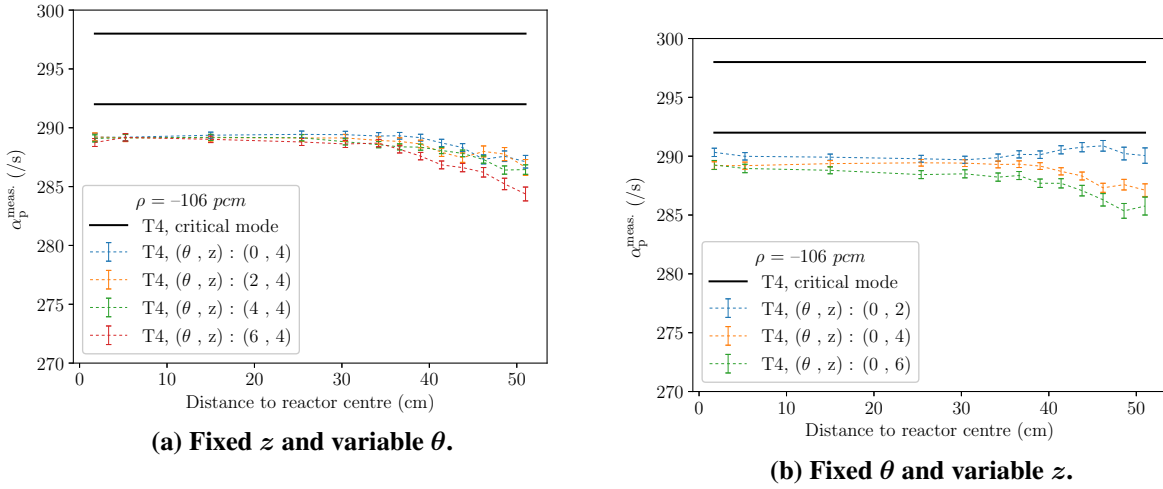 300
295
290
285
280
275
270
α_p^meas. (/s)
ρ = –106 pcm
T4, critical mode
T4, (θ , z) : (0 , 4)
T4, (θ , z) : (2 , 4)
T4, (θ , z) : (4 , 4)
T4, (θ , z) : (6 , 4)
0 10 20 30 40 50
Distance to reactor centre (cm)
(a) Fixed z and variable θ.
300
295
290
285
280
275
270
α_p^meas. (/s)
ρ = –106 pcm
T4, critical mode
T4, (θ , z) : (0 , 2)
T4, (θ , z) : (0 , 4)
T4, (θ , z) : (0 , 6)
0 10 20 30 40 50
Distance to reactor centre (cm)
(b) Fixed θ and variable z.